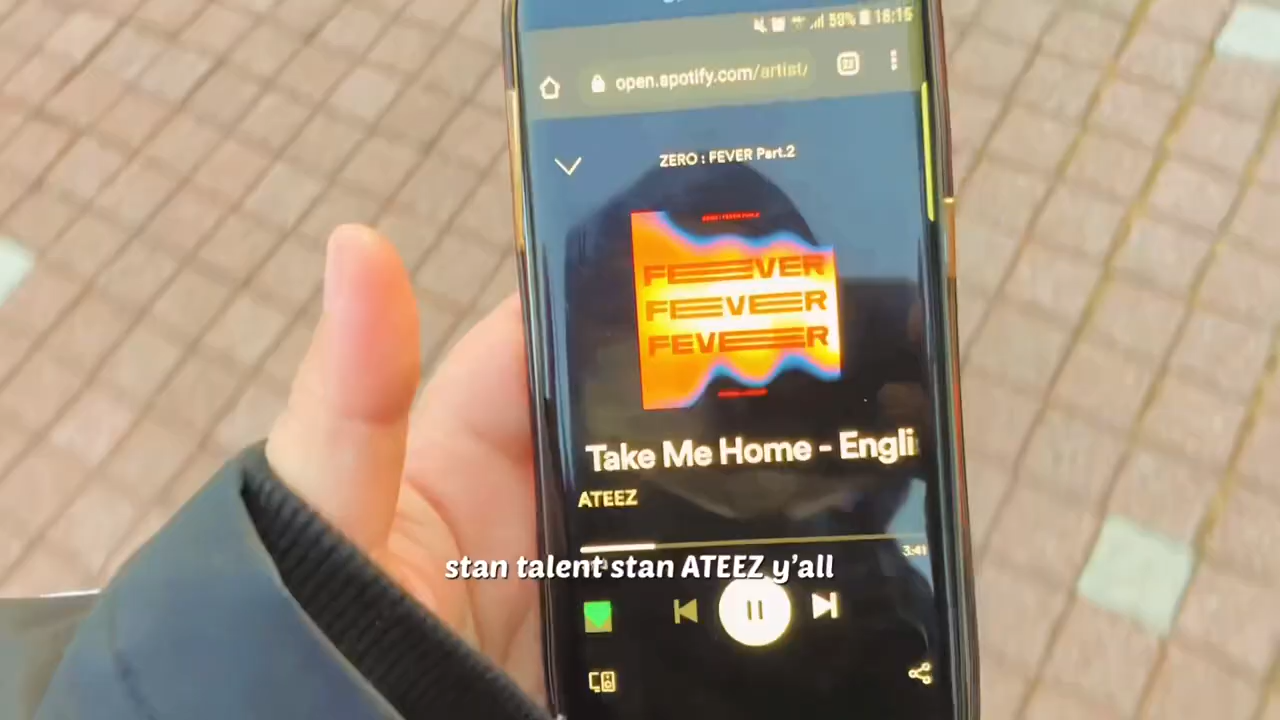 58% 18:15
open.spotify.com/artist/
ZERO : FEVER Part.2
FEVER
FEVER
FEVER
Take Me Home - Engli
ATEEZ
3:41
stan talent stan ATEEZ y'all